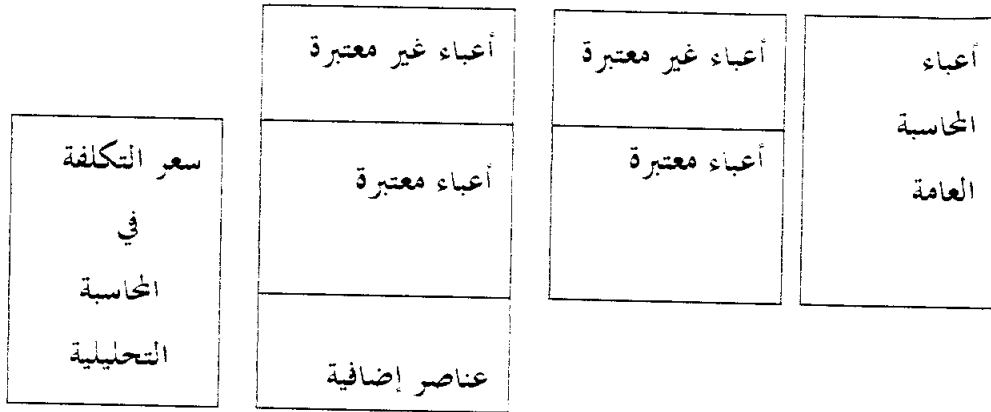 أعباء
المحاسبة
العامة
أعباء غير معتبرة
أعباء معتبرة
أعباء غير معتبرة
أعباء معتبرة
عناصر إضافية
سعر التكلفة
في
المحاسبة
التحليلية